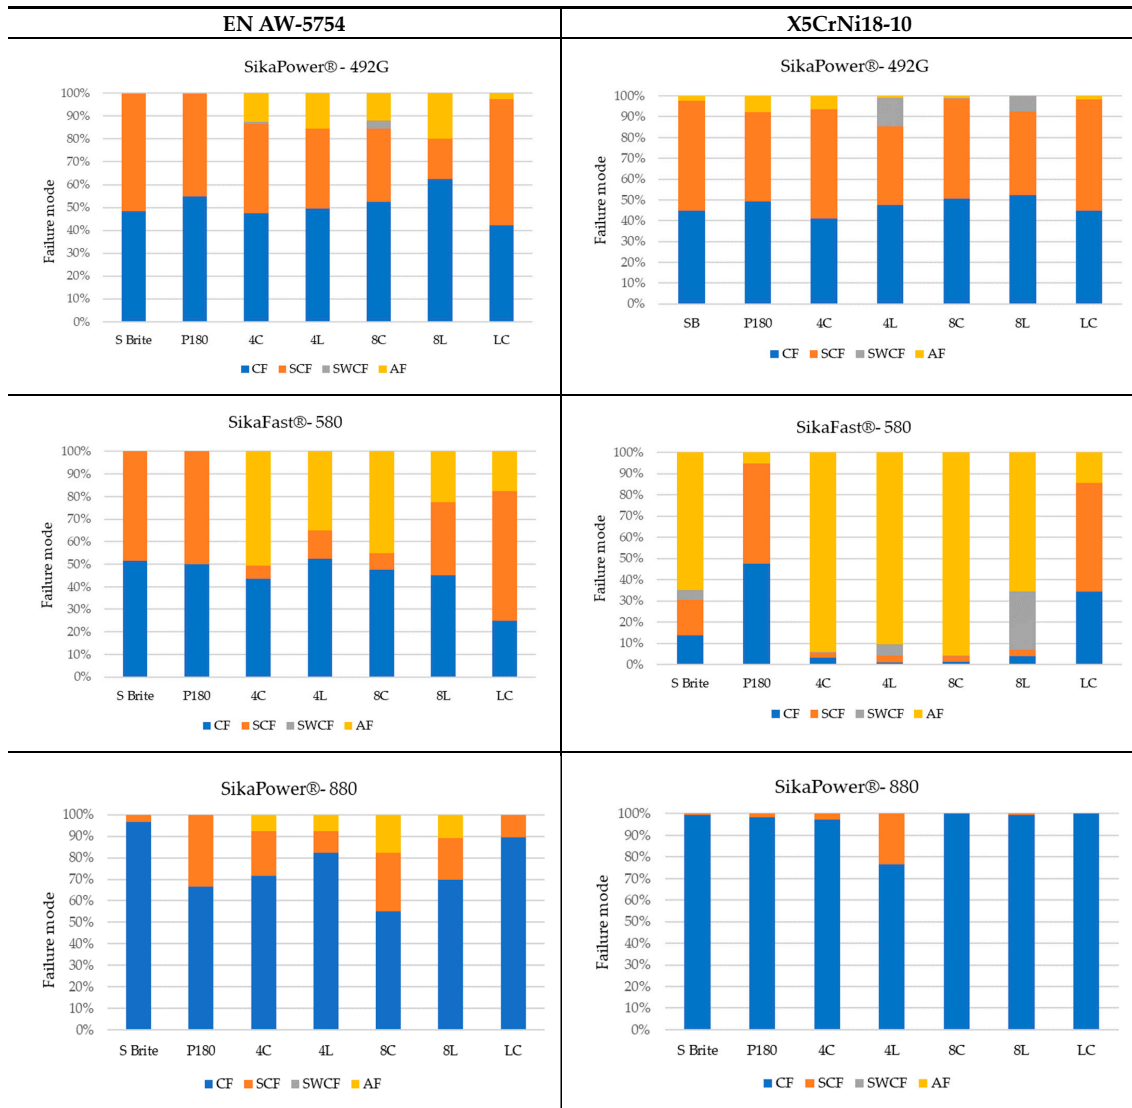 EN AW-5754
X5CrNi18-10
SikaPower®- 492G
Failure mode
100%
90%
80%
70%
60%
50%
40%
30%
20%
10%
0%
S Brite P180 4C 4L 8C 8L LC
CF SCF SWCF AF
SikaPower®- 492G
Failure mode
100%
90%
80%
70%
60%
50%
40%
30%
20%
10%
0%
SB P180 4C 4L 8C 8L LC
CF SCF SWCF AF
SikaFast®- 580
Failure mode
100%
90%
80%
70%
60%
50%
40%
30%
20%
10%
0%
S Brite P180 4C 4L 8C 8L LC
CF SCF SWCF AF
SikaFast®- 580
Failure mode
100%
90%
80%
70%
60%
50%
40%
30%
20%
10%
0%
S Brite P180 4C 4L 8C 8L LC
CF SCF SWCF AF
SikaPower®- 880
Failure mode
100%
90%
80%
70%
60%
50%
40%
30%
20%
10%
0%
S Brite P180 4C 4L 8C 8L LC
CF SCF SWCF AF
SikaPower®- 880
Failure mode
100%
90%
80%
70%
60%
50%
40%
30%
20%
10%
0%
S Brite P180 4C 4L 8C 8L LC
CF SCF SWCF AF